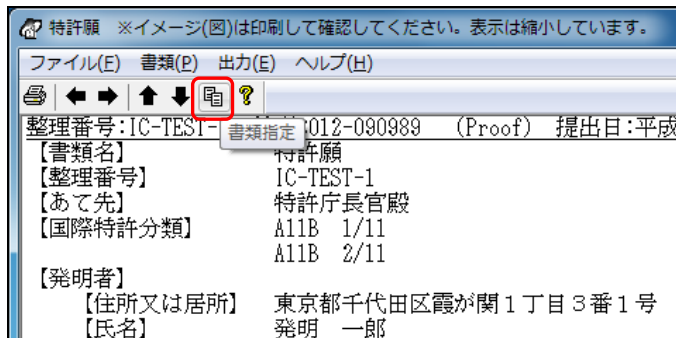 特許願 ※イメージ(図)は印刷して確認してください。表示は縮小しています。
ファイル(F) 書類(P) 出力(E) ヘルプ(H)
整理番号:IC-TEST- 012-090989 (Proof) 提出日:平成
書類指定
【書類名】 特許願
【整理番号】 IC-TEST-1
【あて先】 特許庁長官殿
【国際特許分類】 A11B 1/11
A11B 2/11
【発明者】
【住所又は居所】 東京都千代田区霞が関1丁目3番1号
【氏名】 発明 一郎